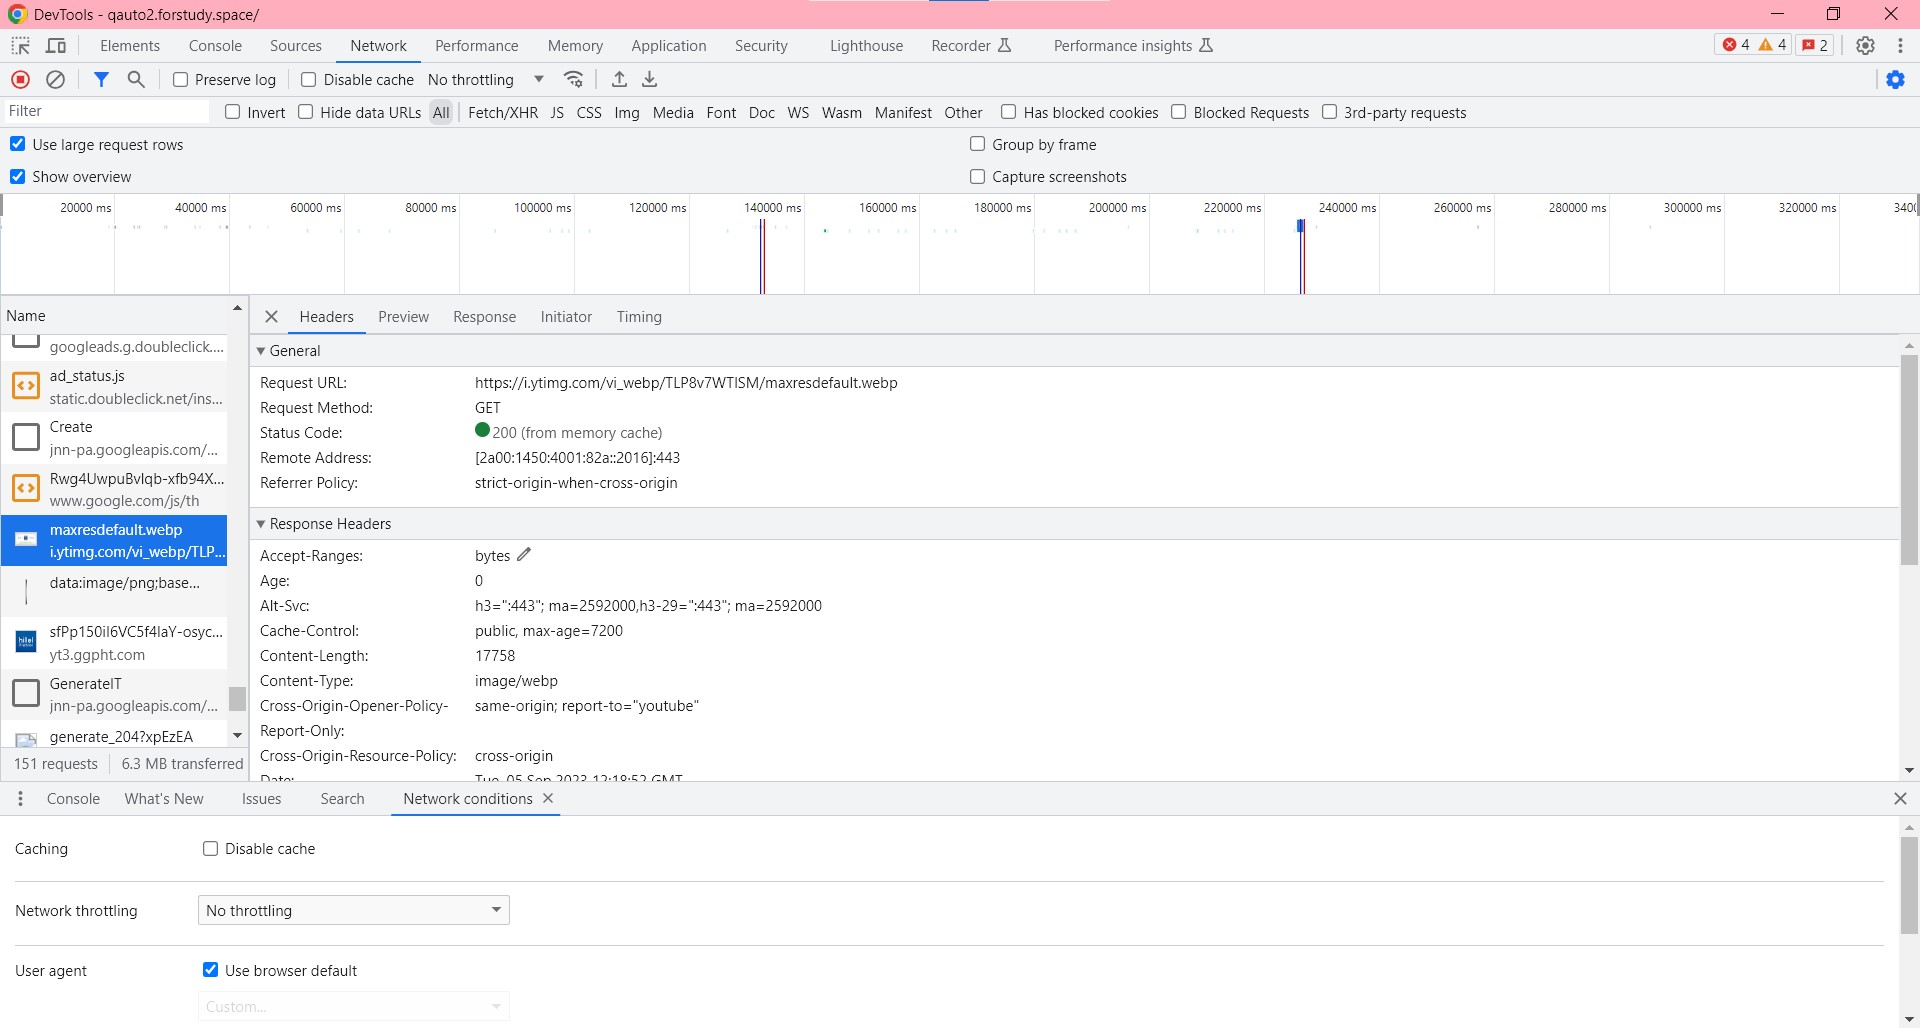 DevTools - qauto2.forstudy.space/
Elements Console Sources Network Performance Memory Application Security Lighthouse Recorder Performance insights 4 4 2
Preserve log Disable cache No throttling
Filter Invert Hide data URLs All Fetch/XHR JS CSS Img Media Font Doc WS Wasm Manifest Other Has blocked cookies Blocked Requests 3rd-party requests
Use large request rows Group by frame
Show overview Capture screenshots
20000 ms 40000 ms 60000 ms 80000 ms 100000 ms 120000 ms 140000 ms 160000 ms 180000 ms 200000 ms 220000 ms 240000 ms 260000 ms 280000 ms 300000 ms 320000 ms
Name
googleads.g.doubleclick....
ad_status.js
static.doubleclick.net/ins...
Create
jnn-pa.googleapis.com/...
Rwg4UwpuBvIqb-xfb94X...
www.google.com/js/th
maxresdefault.webp
i.ytimg.com/vi_webp/TLP...
data:image/png;base...
sfPp150iI6VC5f4laY-osyc...
yt3.ggpht.com
GenerateIT
jnn-pa.googleapis.com/...
generate_204?xpEzEA
151 requests 6.3 MB transferred
Headers Preview Response Initiator Timing
General
Request URL: https://i.ytimg.com/vi_webp/TLP8v7WTISM/maxresdefault.webp
Request Method: GET
Status Code: 200 (from memory cache)
Remote Address: [2a00:1450:4001:82a::2016]:443
Referrer Policy: strict-origin-when-cross-origin
Response Headers
Accept-Ranges: bytes
Age: 0
Alt-Svc: h3=":443"; ma=2592000,h3-29=":443"; ma=2592000
Cache-Control: public, max-age=7200
Content-Length: 17758
Content-Type: image/webp
Cross-Origin-Opener-Policy- same-origin; report-to="youtube"
Report-Only:
Cross-Origin-Resource-Policy: cross-origin
Date: Tue, 05 Sep 2023 12:18:52 GMT
Console What's New Issues Search Network conditions
Caching Disable cache
Network throttling No throttling
User agent Use browser default
Custom...